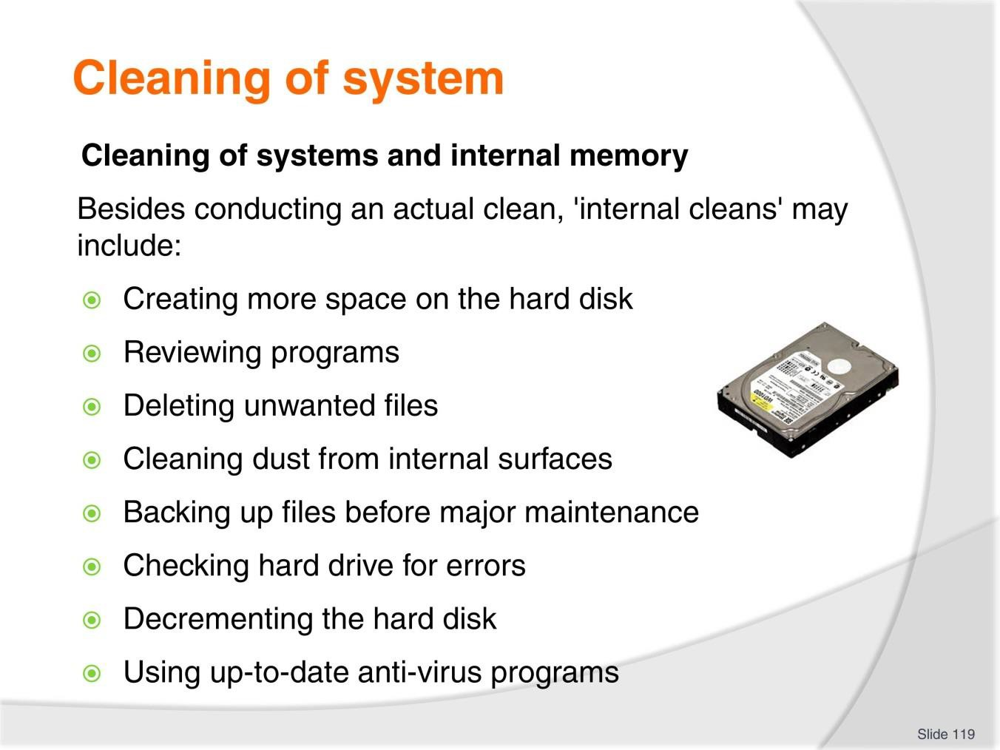 Cleaning of system
Cleaning of systems and internal memory
Besides conducting an actual clean, 'internal cleans' may
include:
Creating more space on the hard disk
Reviewing programs
Deleting unwanted files
Cleaning dust from internal surfaces
Backing up files before major maintenance
Checking hard drive for errors
Decrementing the hard disk
Using up-to-date anti-virus programs
Slide 119